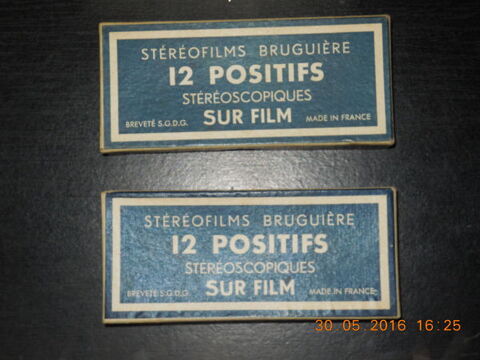 STÉRÉOFILMS BRUGUIÈRE
12 POSITIFS
STÉRÉOSCOPIQUES
BREVETÉ S.G.D.G. SUR FILM MADE IN FRANCE
STÉRÉOFILMS BRUGUIÈRE
12 POSITIFS
STÉRÉOSCOPIQUES
BREVETÉ S.G.D.G. SUR FILM MADE IN FRANCE
30.05.2016 16:25